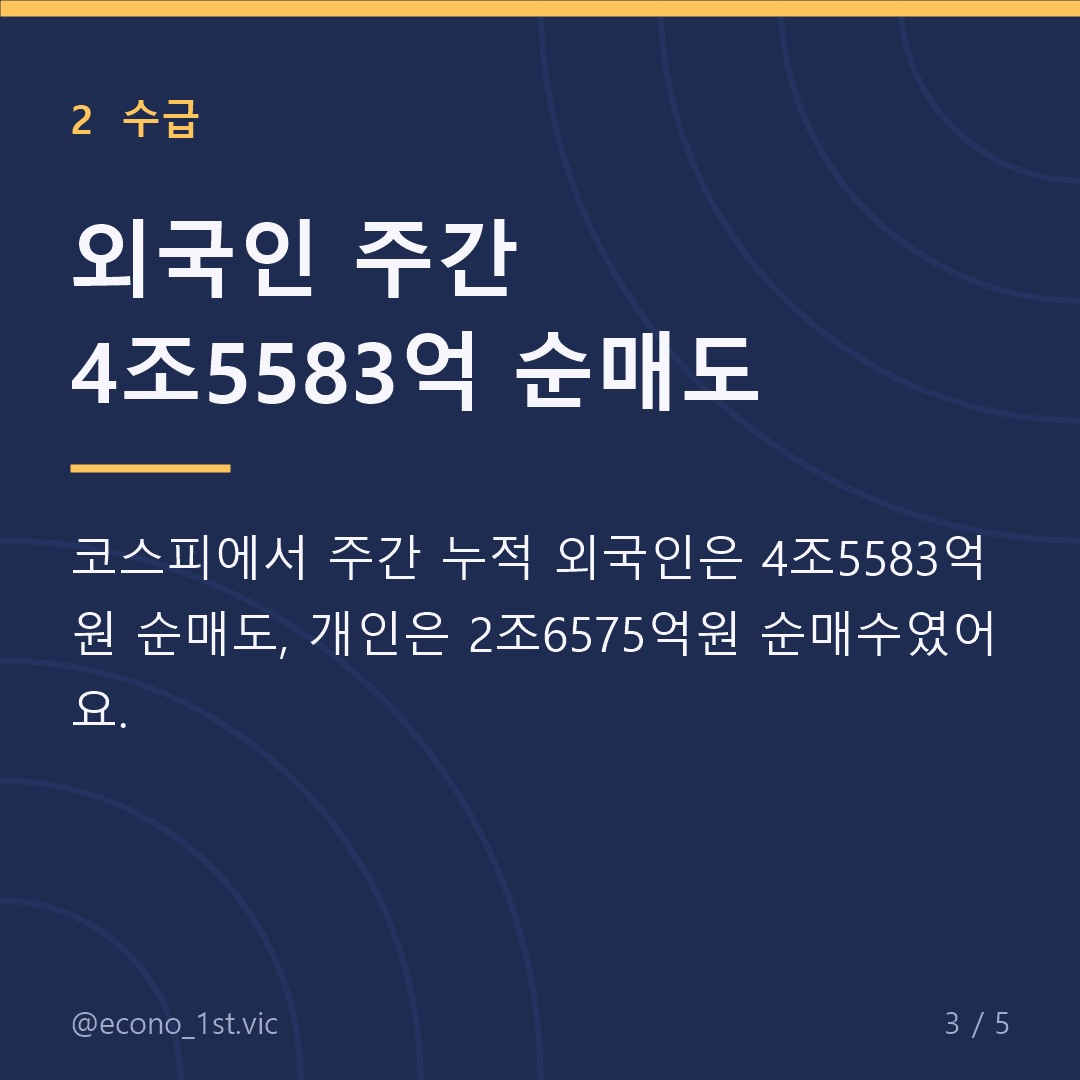 2 수급
외국인 주간
4조5583억 순매도
코스피에서 주간 누적 외국인은 4조5583억
원 순매도, 개인은 2조6575억원 순매수였어
요.
@econo_1st.vic
3 / 5